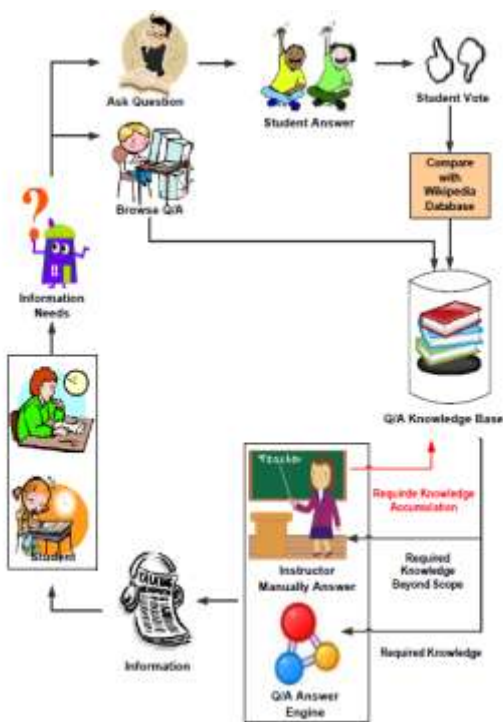 Ask Question
Student Answer
Student Vote
Browse Q/A
Compare
with
Wikipedia
Database
Information
Needs
Q/A Knowledge Base
Teacher
Requirde Knowledge
Accumulation
Student
Instructor
Manually Answer
Required
Knowledge
Beyond Scope
Information
Required Knowledge
Q/A Answer
Engine